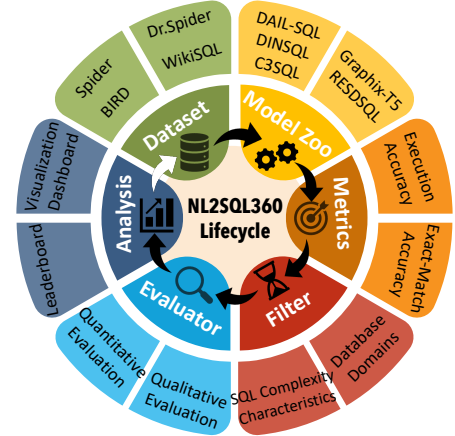 NL2SQL360
Lifecycle
Dataset
Spider
BIRD
Dr.Spider
WikiSQL
Model Zoo
DAIL-SQL
DINSQL
C3SQL
Graphix-T5
RESDSQL
Metrics
Execution
Accuracy
Exact-Match
Accuracy
Filter
Database
Domains
SQL Complexity
Characteristics
Evaluator
Qualitative
Evaluation
Quantitative
Evaluation
Analysis
Leaderboard
Visualization
Dashboard